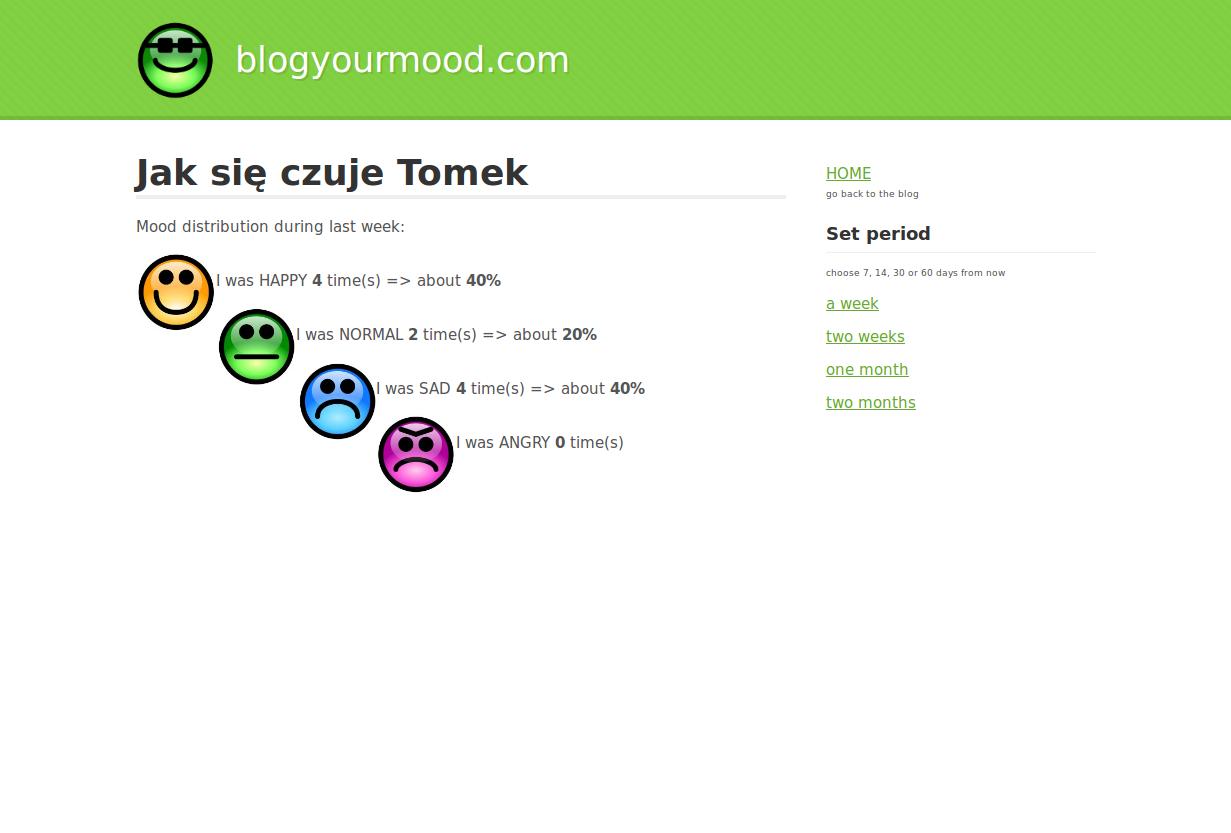 blogyourmood.com
Jak się czuje Tomek
Mood distribution during last week:
I was HAPPY 4 time(s) => about 40%
I was NORMAL 2 time(s) => about 20%
I was SAD 4 time(s) => about 40%
I was ANGRY 0 time(s)
HOME
go back to the blog
Set period
choose 7, 14, 30 or 60 days from now
a week
two weeks
one month
two months